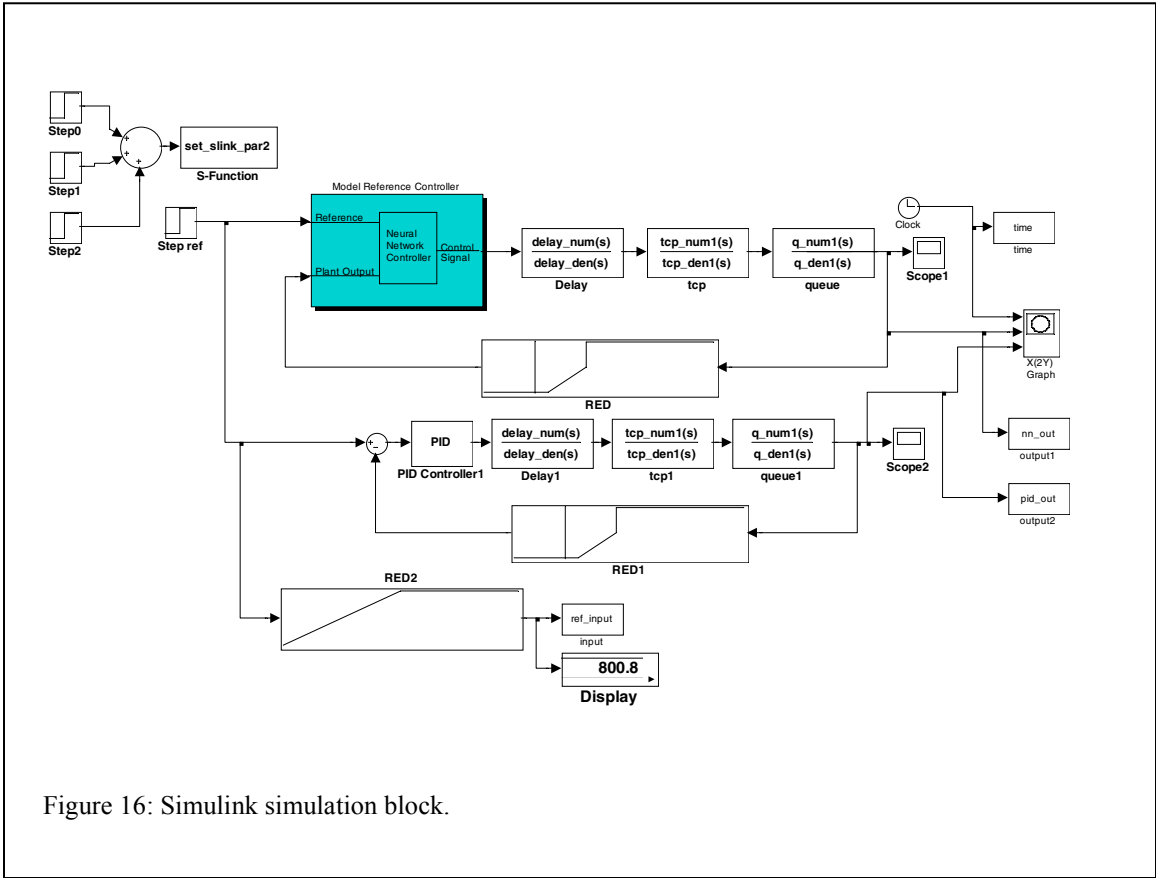 Step0
Step1
Step2
+
+
+
set_slink_par2
S-Function
Step ref
Model Reference Controller
Reference
Plant Output
Neural
Network
Controller
Control
Signal
delay_num(s)
delay_den(s)
Delay
tcp_num1(s)
tcp_den1(s)
tcp
q_num1(s)
q_den1(s)
queue
Clock
Scope1
time
time
X(2Y)
Graph
RED
+
−
PID
PID Controller1
delay_num(s)
delay_den(s)
Delay1
tcp_num1(s)
tcp_den1(s)
tcp1
q_num1(s)
q_den1(s)
queue1
Scope2
nn_out
output1
pid_out
output2
RED1
RED2
ref_input
input
800.8
Display
Figure 16: Simulink simulation block.